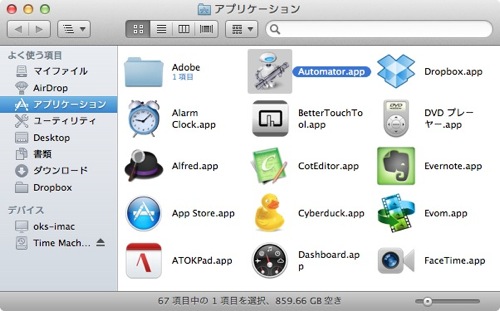 アプリケーション
よく使う項目
マイファイル
AirDrop
アプリケーション
ユーティリティ
Desktop
書類
ダウンロード
Dropbox
デバイス
oks-imac
Time Mach...
Adobe
1 項目
Automator.app
Dropbox.app
Alarm
Clock.app
BetterTouchTo
ol.app
DVD プレー
ヤー.app
Alfred.app
CotEditor.app
Evernote.app
App Store.app
Cyberduck.app
Evom.app
ATOKPad.app
Dashboard.ap
p
FaceTime.app
67 項目中の 1 項目を選択、859.66 GB 空き